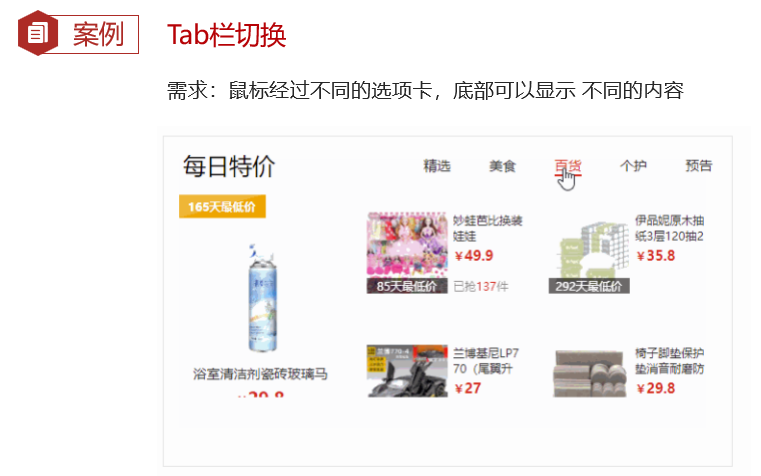 案例
Tab栏切换
需求：鼠标经过不同的选项卡，底部可以显示 不同的内容
每日特价
精选
美食
百货
个护
预告
165天最低价
浴室清洁剂瓷砖玻璃马
妙蛙芭比换装
娃娃
¥49.9
85天最低价
已抢137件
伊品妮原木抽
纸3层120抽2
¥35.8
292天最低价
兰博基尼LP7
70（尾翼升
¥27
椅子脚垫保护
垫消音耐磨防
¥29.8